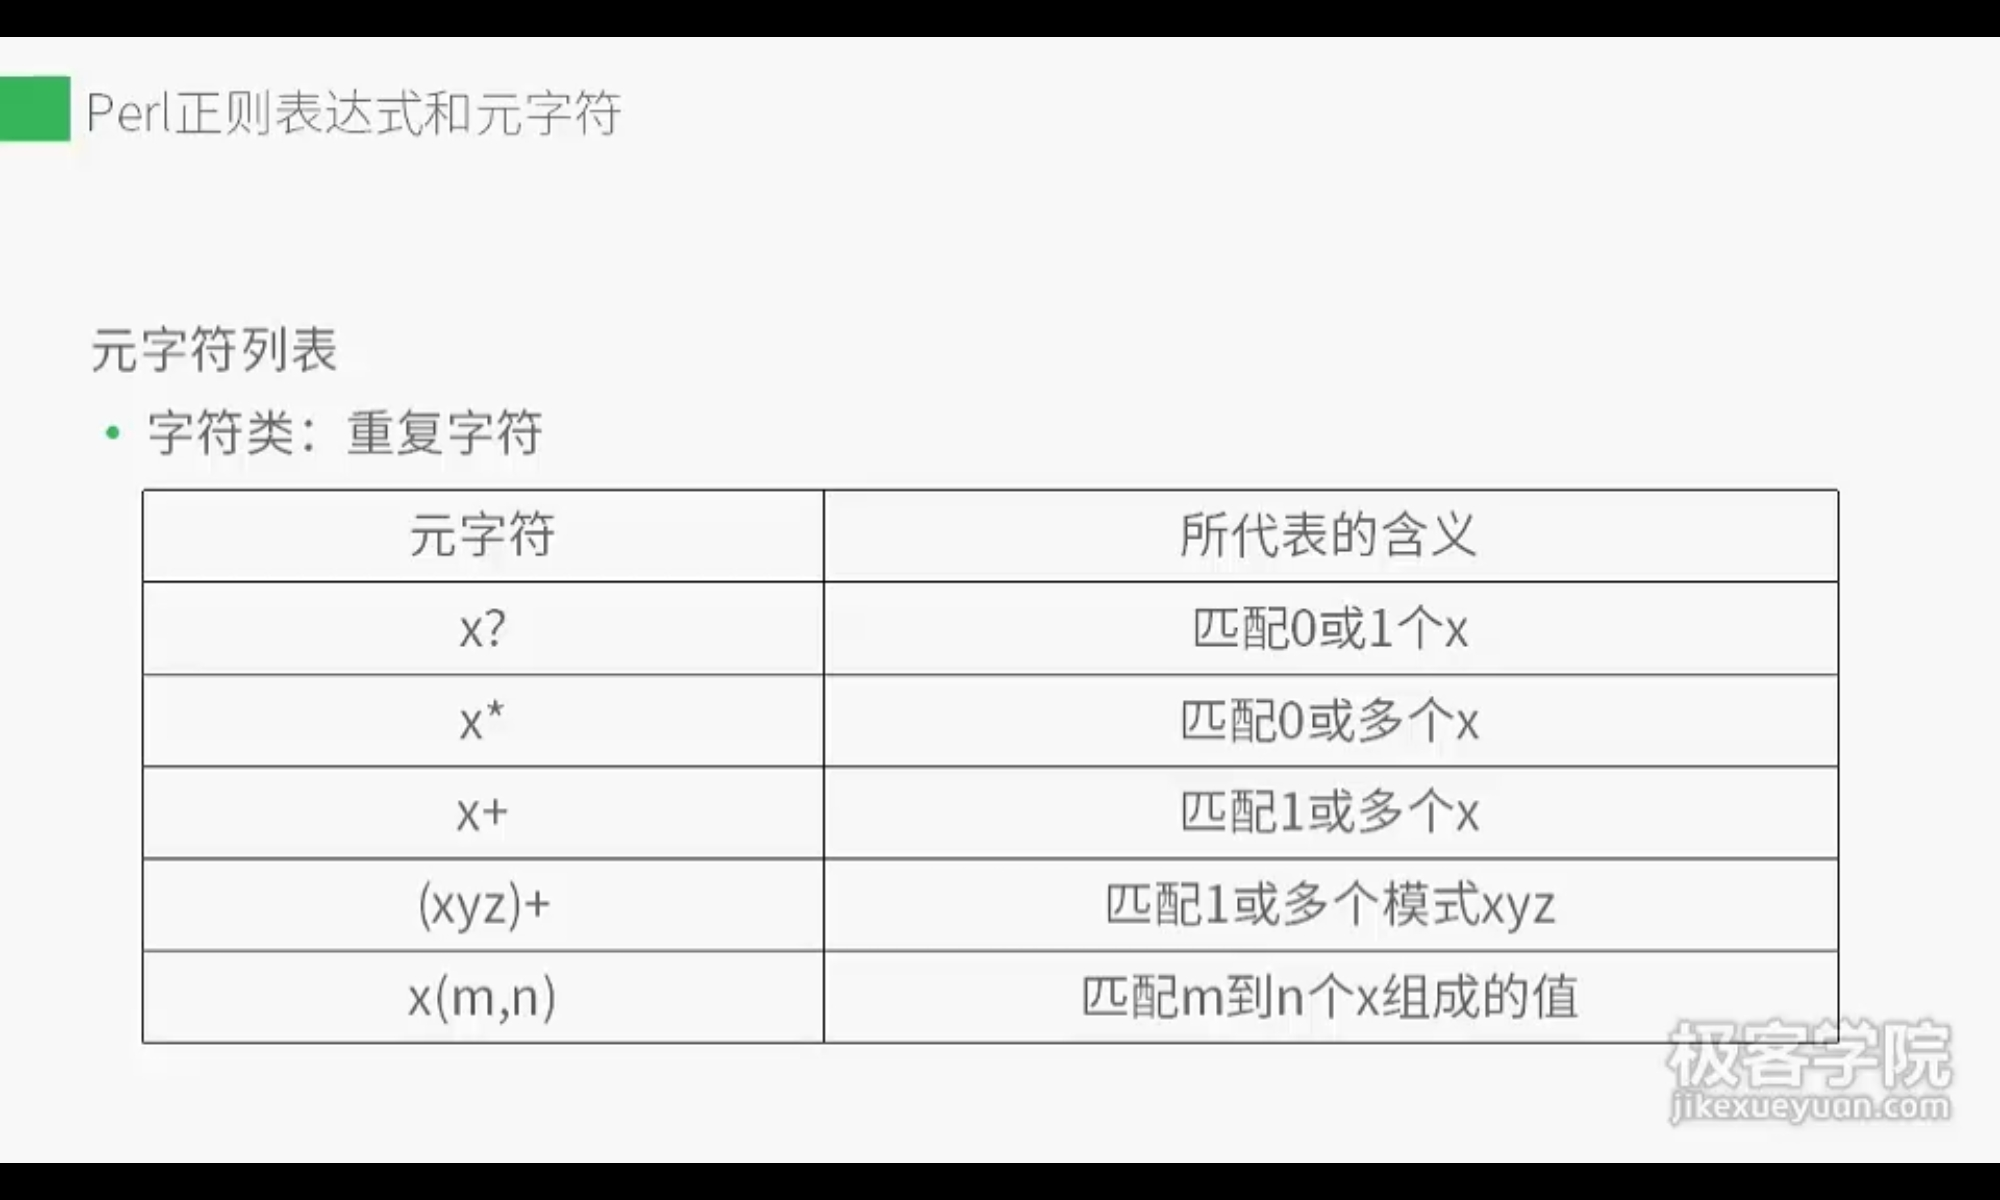 Perl正则表达式和元字符
元字符列表
• 字符类：重复字符
元字符 所代表的含义
x? 匹配0或1个x
x* 匹配0或多个x
x+ 匹配1或多个x
(xyz)+ 匹配1或多个模式xyz
x(m,n) 匹配m到n个x组成的值
极客学院
jikexueyuan.com